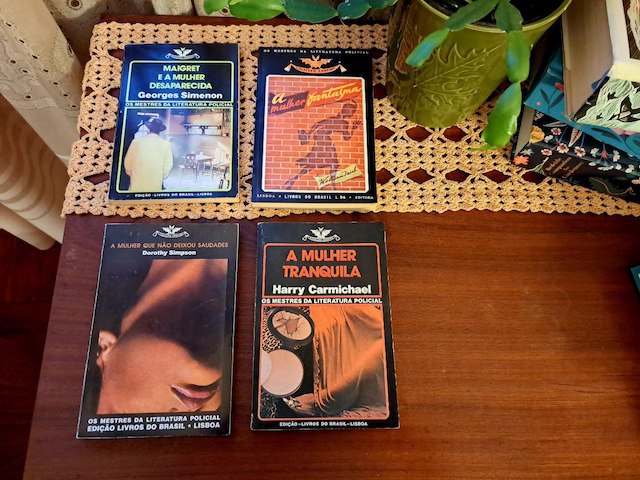 MAIGRET
E A MULHER
DESAPARECIDA
Georges Simenon
OS MESTRES DA LITERATURA POLICIAL
EDIÇÃO - LIVROS DO BRASIL - LISBOA
OS MESTRES DA LITERATURA POLICIAL
A
mulher fantasma
LISBOA • LIVROS DO BRASIL L DA • EDITORA
A MULHER QUE NÃO DEIXOU SAUDADES
Dorothy Simpson
OS MESTRES DA LITERATURA POLICIAL
EDIÇÃO LIVROS DO BRASIL • LISBOA
A MULHER
TRANQUILA
Harry Carmichael
OS MESTRES DA LITERATURA POLICIAL
EDIÇÃO-LIVROS DO BRASIL-LISBOA